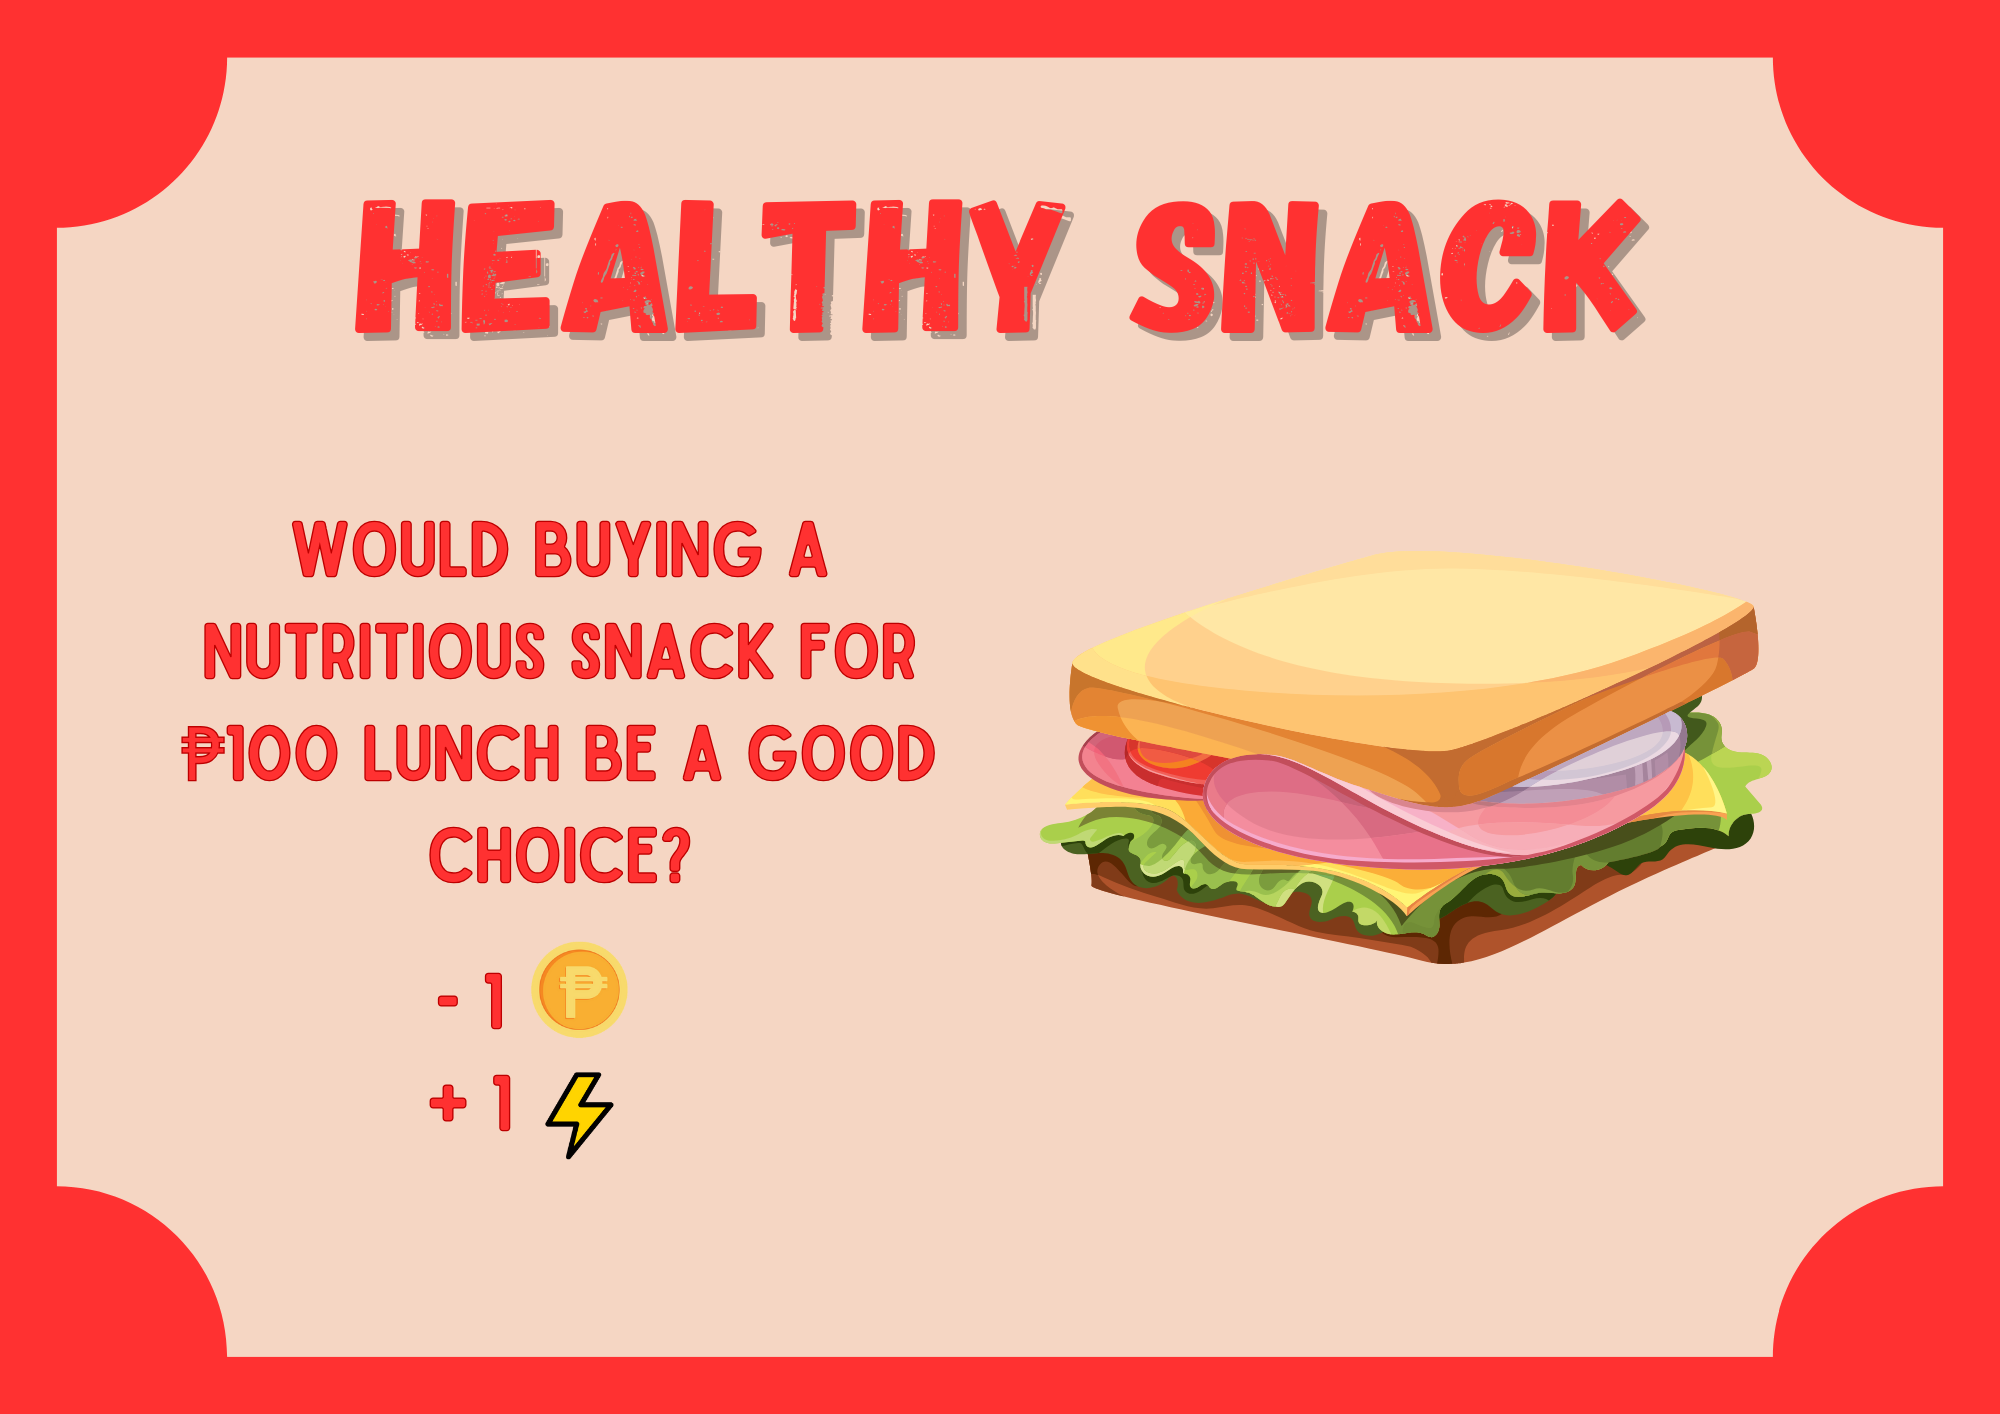 HEALTHY SNACK
WOULD BUYING A
NUTRITIOUS SNACK FOR
₱100 LUNCH BE A GOOD
CHOICE?
- 1 ₱
+ 1